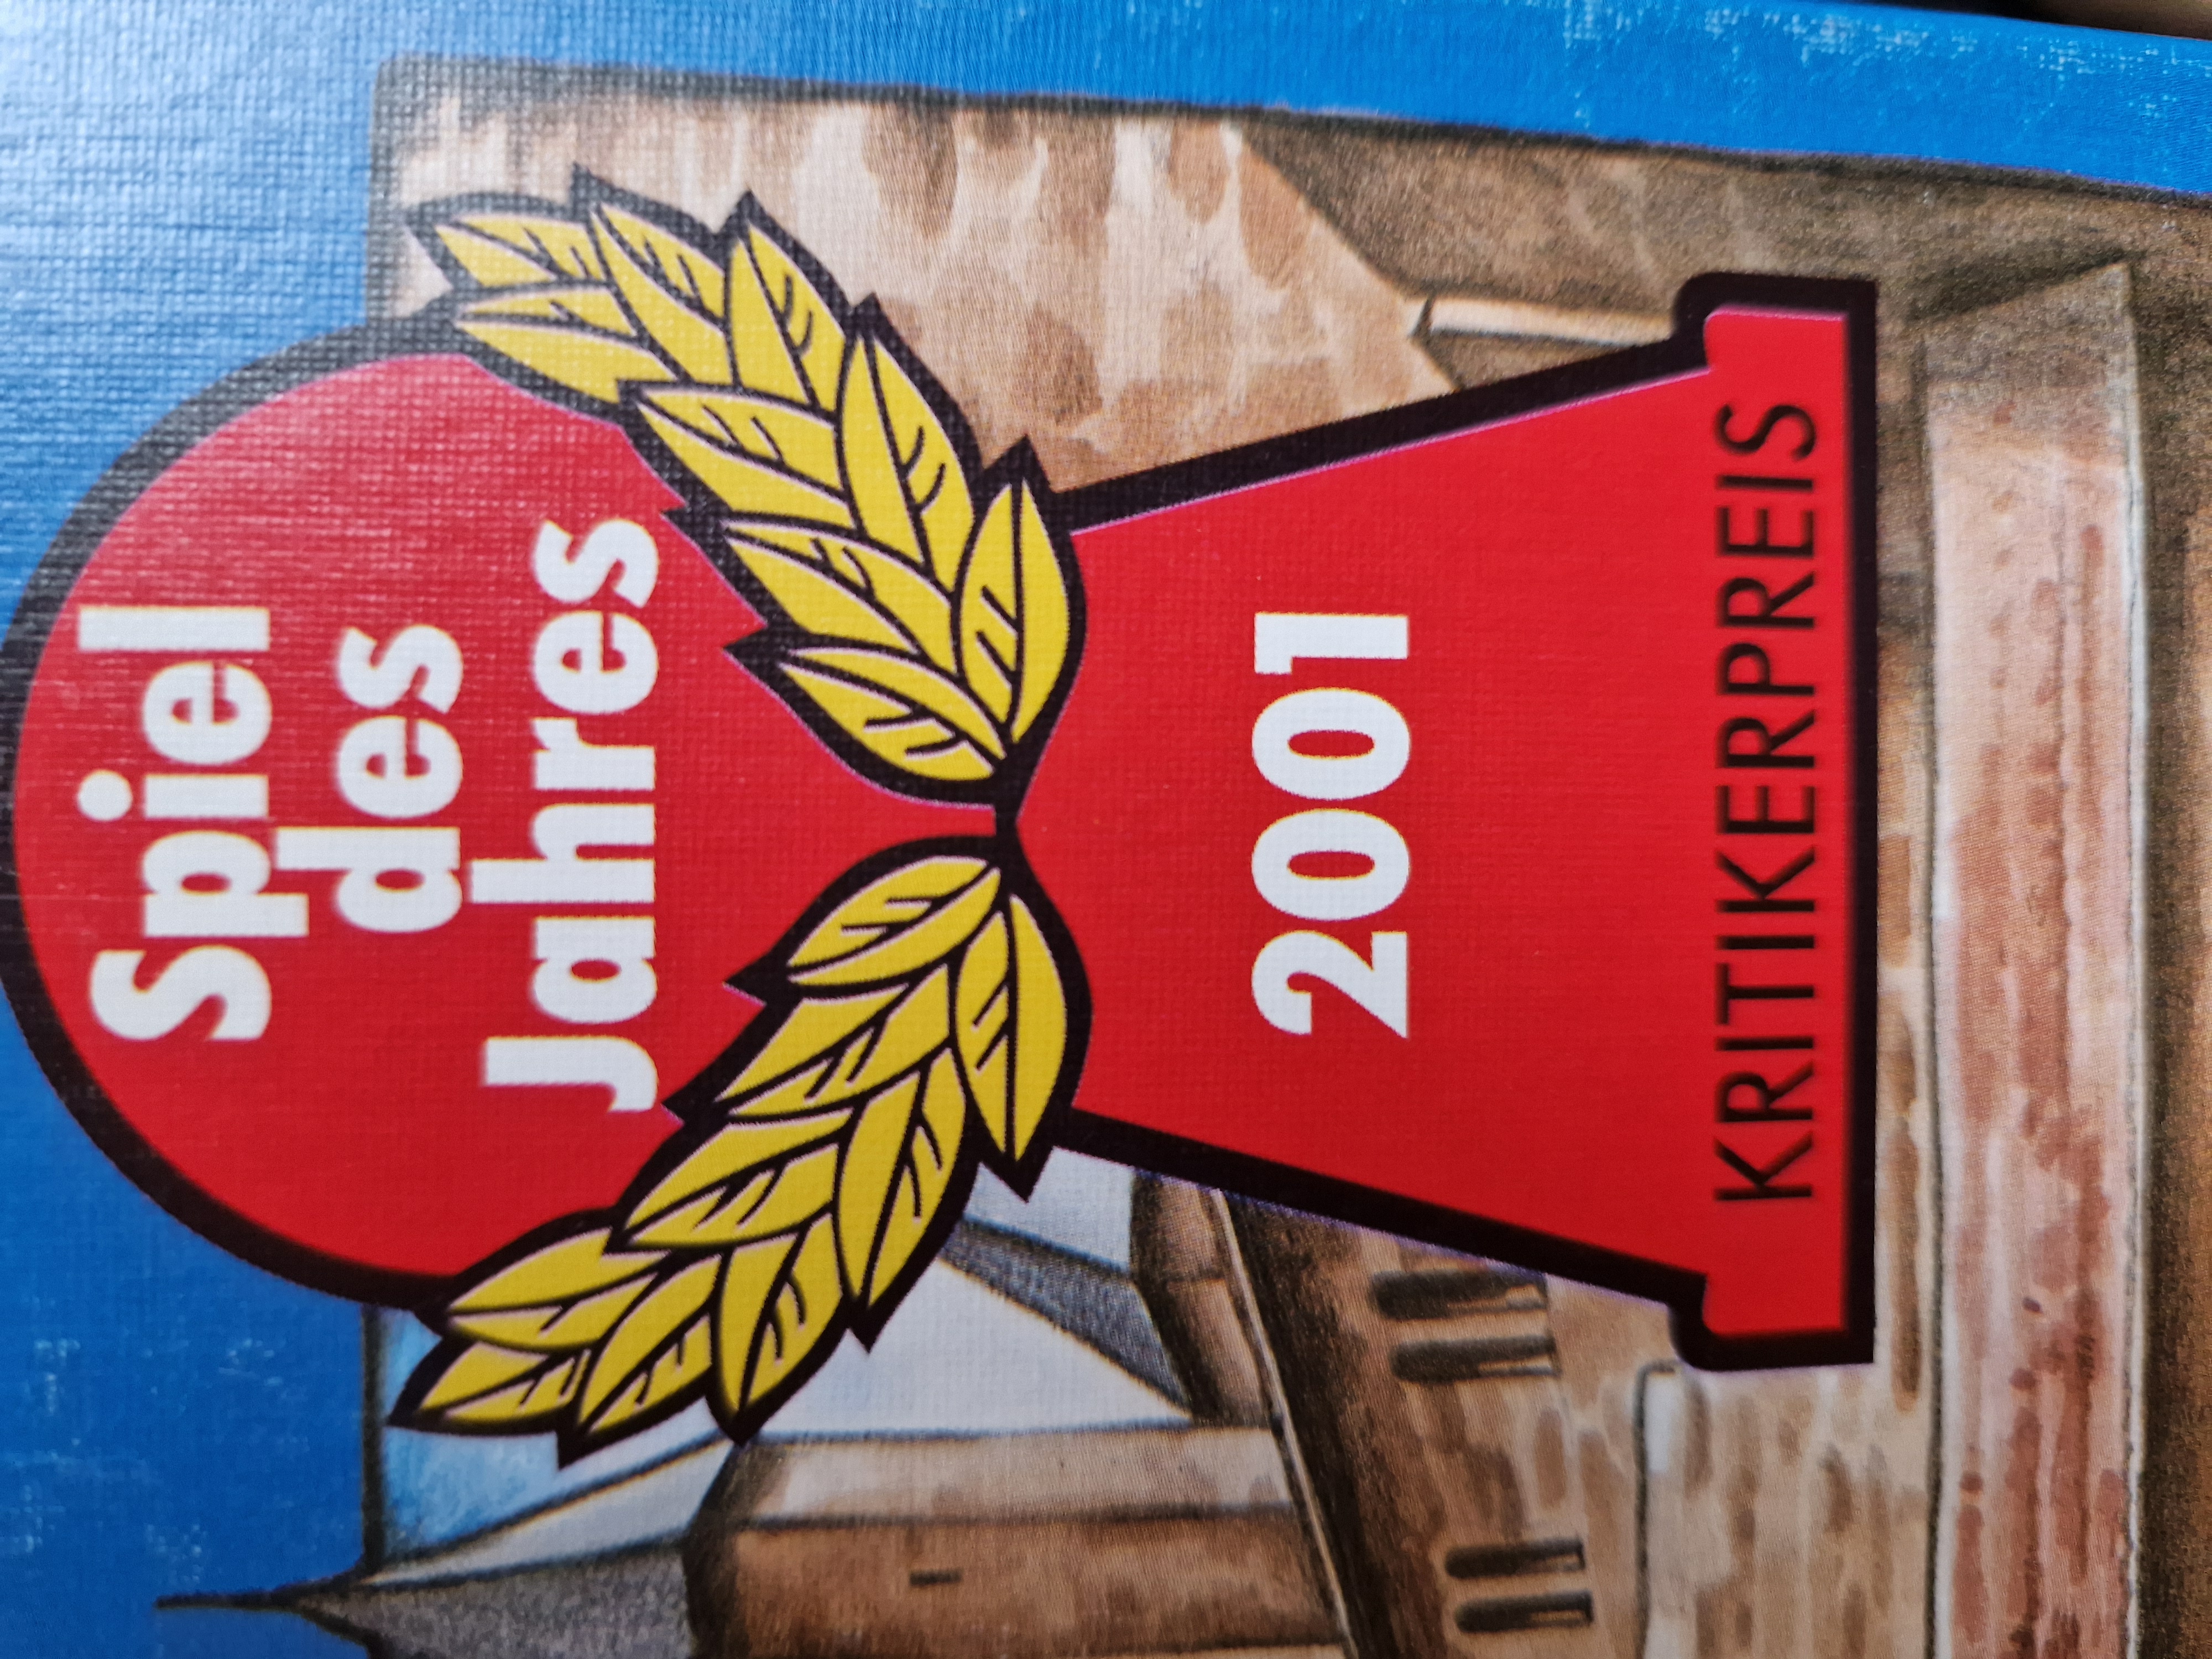 Spiel
des
Jahres
2001
KRITIKERPREIS